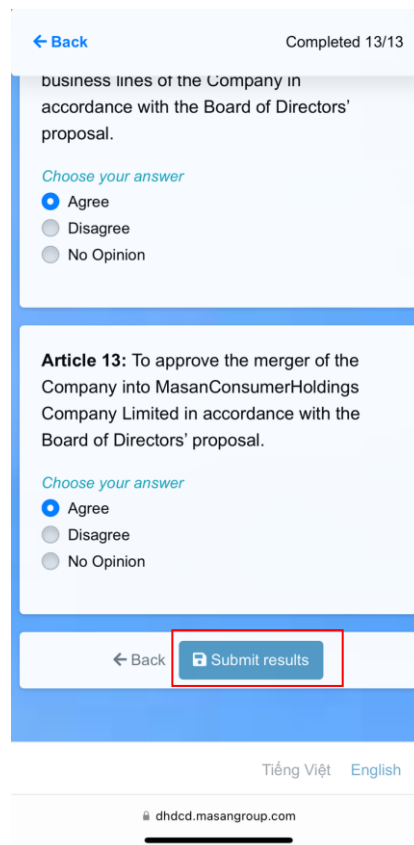 Back
Completed 13/13
business lines of the Company in
accordance with the Board of Directors’
proposal.
Choose your answer
Agree
Disagree
No Opinion
Article 13: To approve the merger of the
Company into MasanConsumerHoldings
Company Limited in accordance with the
Board of Directors’ proposal.
Choose your answer
Agree
Disagree
No Opinion
Back
Submit results
Tiếng Việt English
dhdcd.masangroup.com